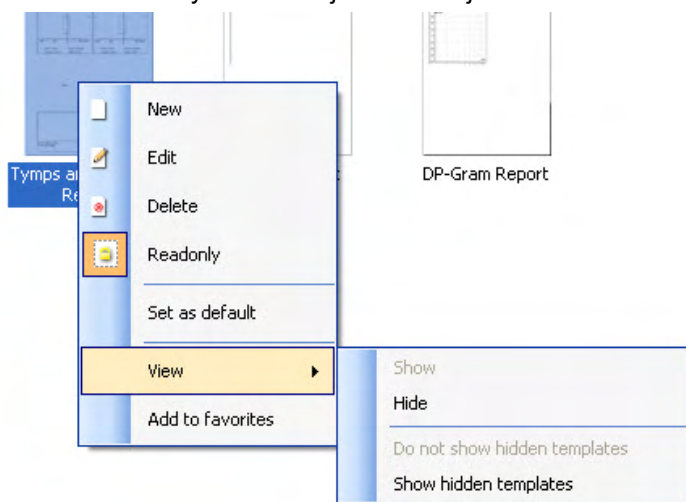 New
Edit
Tymps a
DP-Gram Report
Re
Delete
Readonly
Set as default
View
Show
Hide
Add to favorites
Do not show hidden templates
Show hidden templates